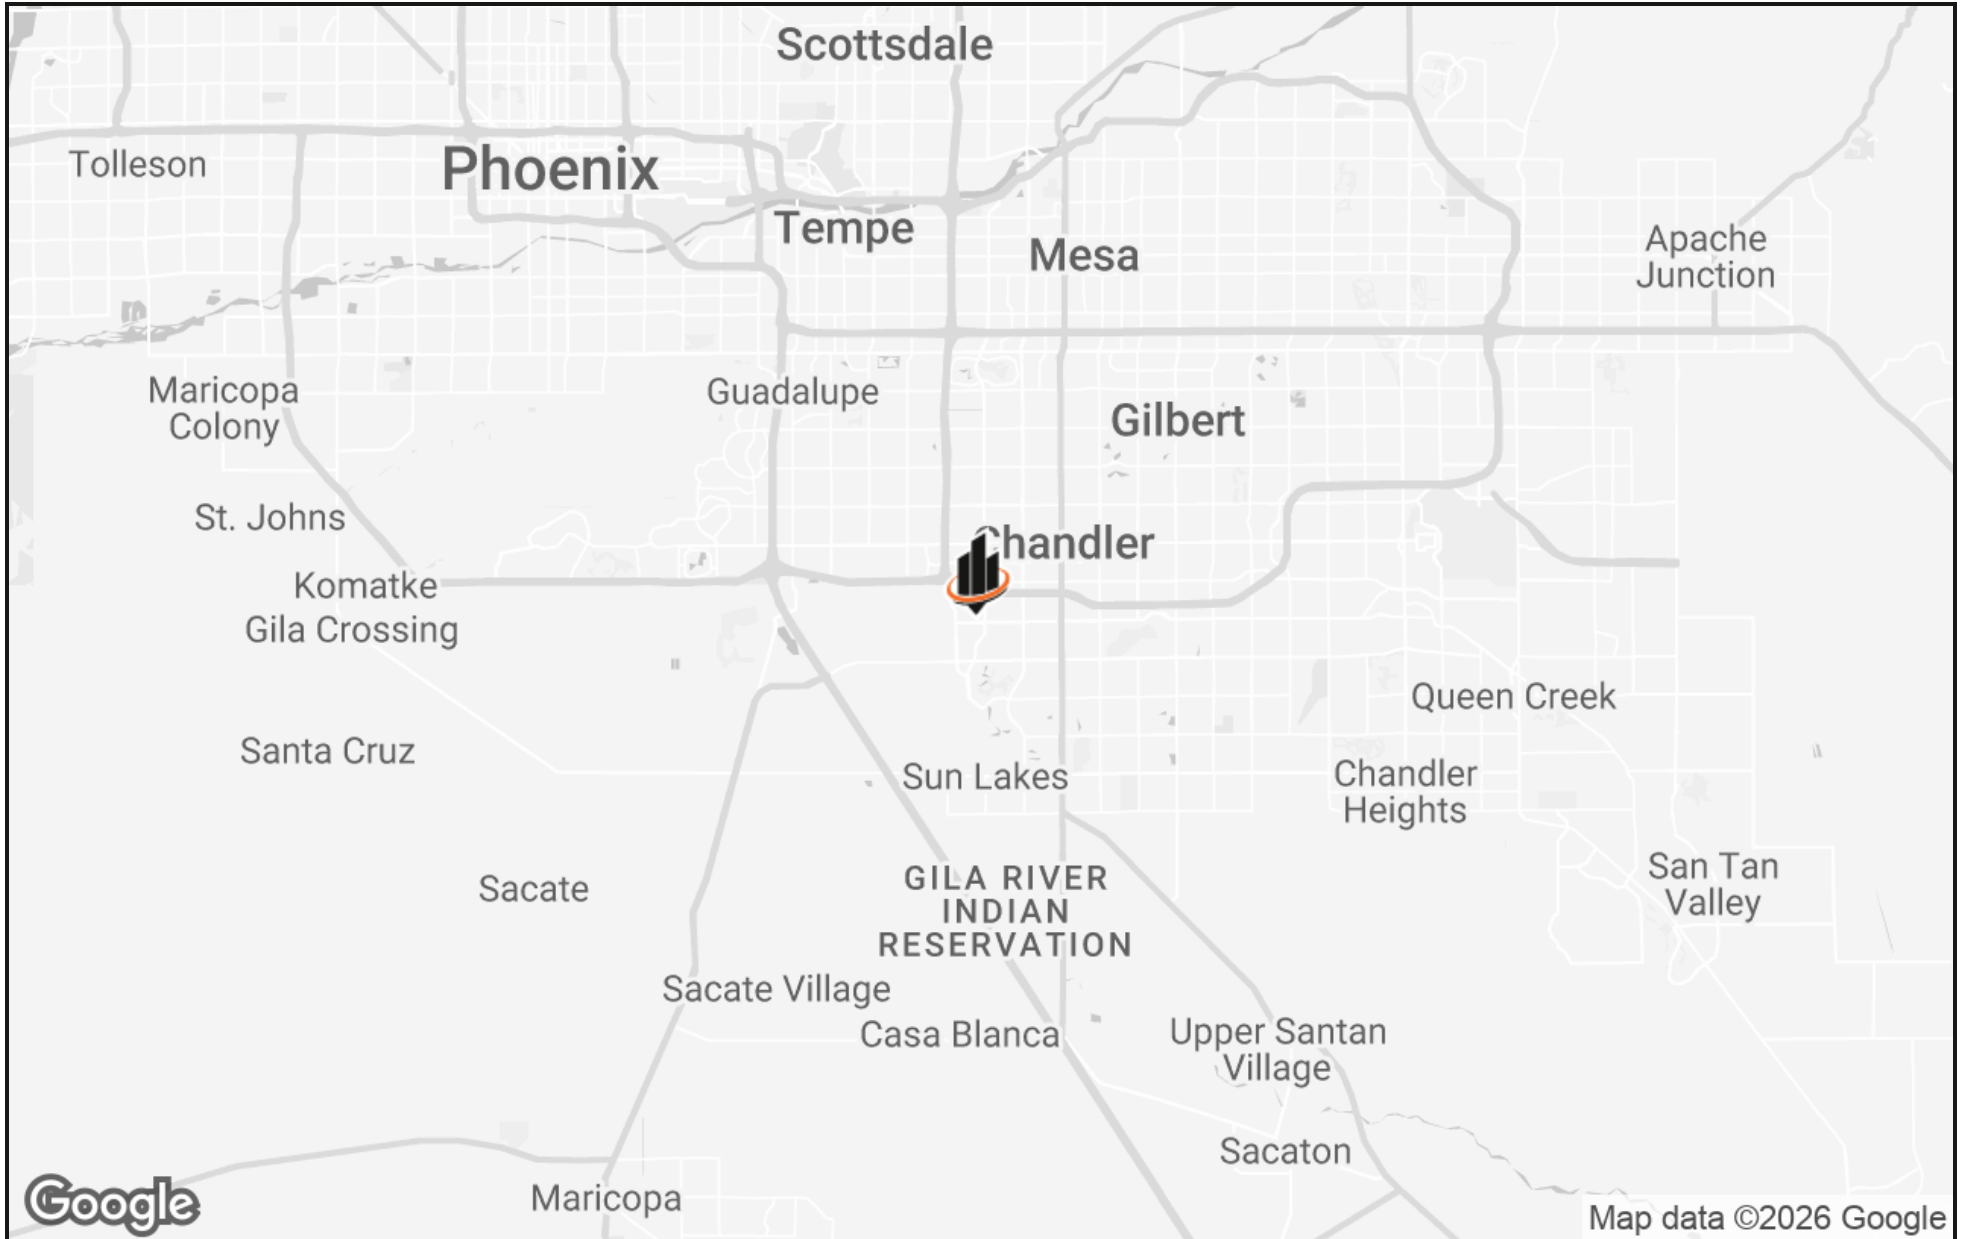 Scottsdale
Tolleson
Phoenix
Tempe
Mesa
Apache
Junction
Maricopa
Colony
Guadalupe
Gilbert
St. Johns
Chandler
Komatke
Gila Crossing
Queen Creek
Santa Cruz
Sun Lakes
Chandler
Heights
Sacate
GILA RIVER
INDIAN
RESERVATION
San Tan
Valley
Sacate Village
Casa Blanca
Upper Santan
Village
Sacaton
Maricopa
Google
Map data ©2026 Google